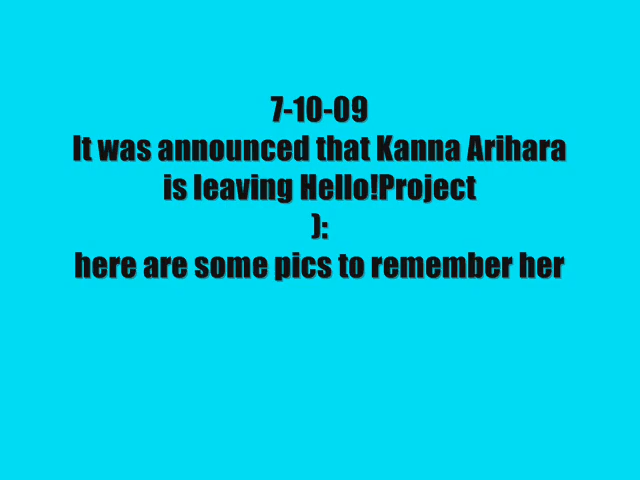 7-10-09
It was announced that Kanna Arihara
is leaving Hello!Project
):
here are some pics to remember her